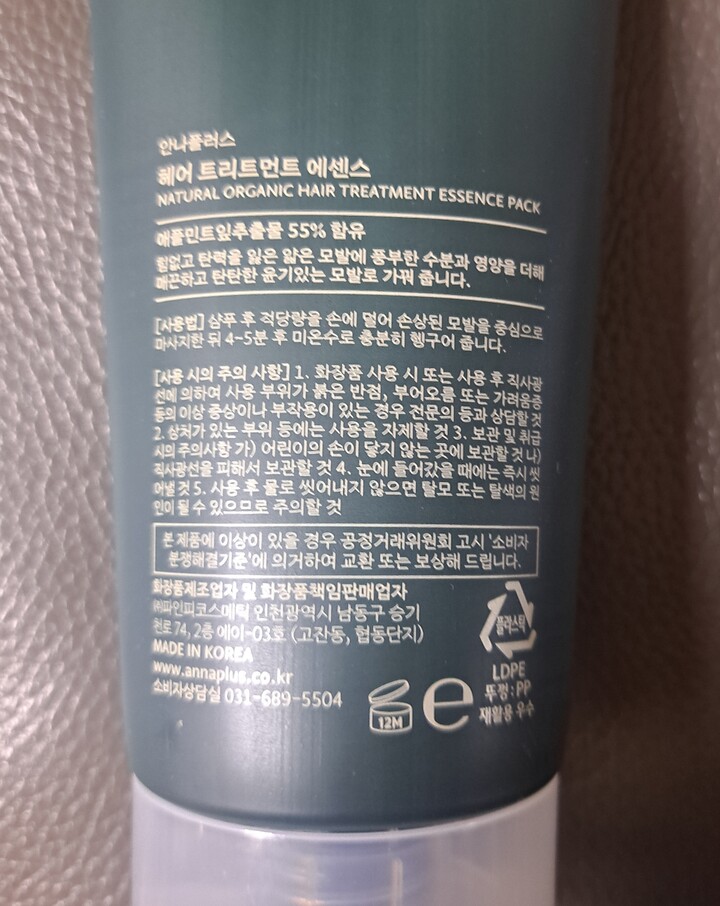 안나플러스
헤어 트리트먼트 에센스
NATURAL ORGANIC HAIR TREATMENT ESSENCE PACK
애플민트잎추출물 55% 함유
힘없고 탄력을 잃은 얇은 모발에 풍부한 수분과 영양을 더해
매끈하고 탄탄한 윤기있는 모발로 가꿔 줍니다.
[사용법] 샴푸 후 적당량을 손에 덜어 손상된 모발을 중심으로
마사지한 뒤 4~5분 후 미온수로 충분히 헹구어 줍니다.
[사용 시의 주의 사항] 1. 화장품 사용 시 또는 사용 후 직사광
선에 의하여 사용 부위가 붉은 반점, 부어오름 또는 가려움증
등의 이상 증상이나 부작용이 있는 경우 전문의 등과 상담할 것
2. 상처가 있는 부위 등에는 사용을 자제할 것 3. 보관 및 취급
시의 주의사항 가) 어린이의 손이 닿지 않는 곳에 보관할 것 나)
직사광선을 피해서 보관할 것 4. 눈에 들어갔을 때에는 즉시 씻
어낼 것 5. 사용 후 물로 씻어내지 않으면 탈모 또는 탈색의 원
인이 될 수 있으므로 주의할 것
본 제품에 이상이 있을 경우 공정거래위원회 고시 '소비자
분쟁해결기준'에 의거하여 교환 또는 보상해 드립니다.
화장품제조업자 및 화장품책임판매업자
㈜파인피코스메틱 인천광역시 남동구 승기
천로 74, 2층 에이-03호 (고잔동, 협동단지)
MADE IN KOREA
www.annaplus.co.kr
소비자상담실 031-689-5504
12M
e
플라스틱
LDPE
뚜껑:PP
재활용 우수